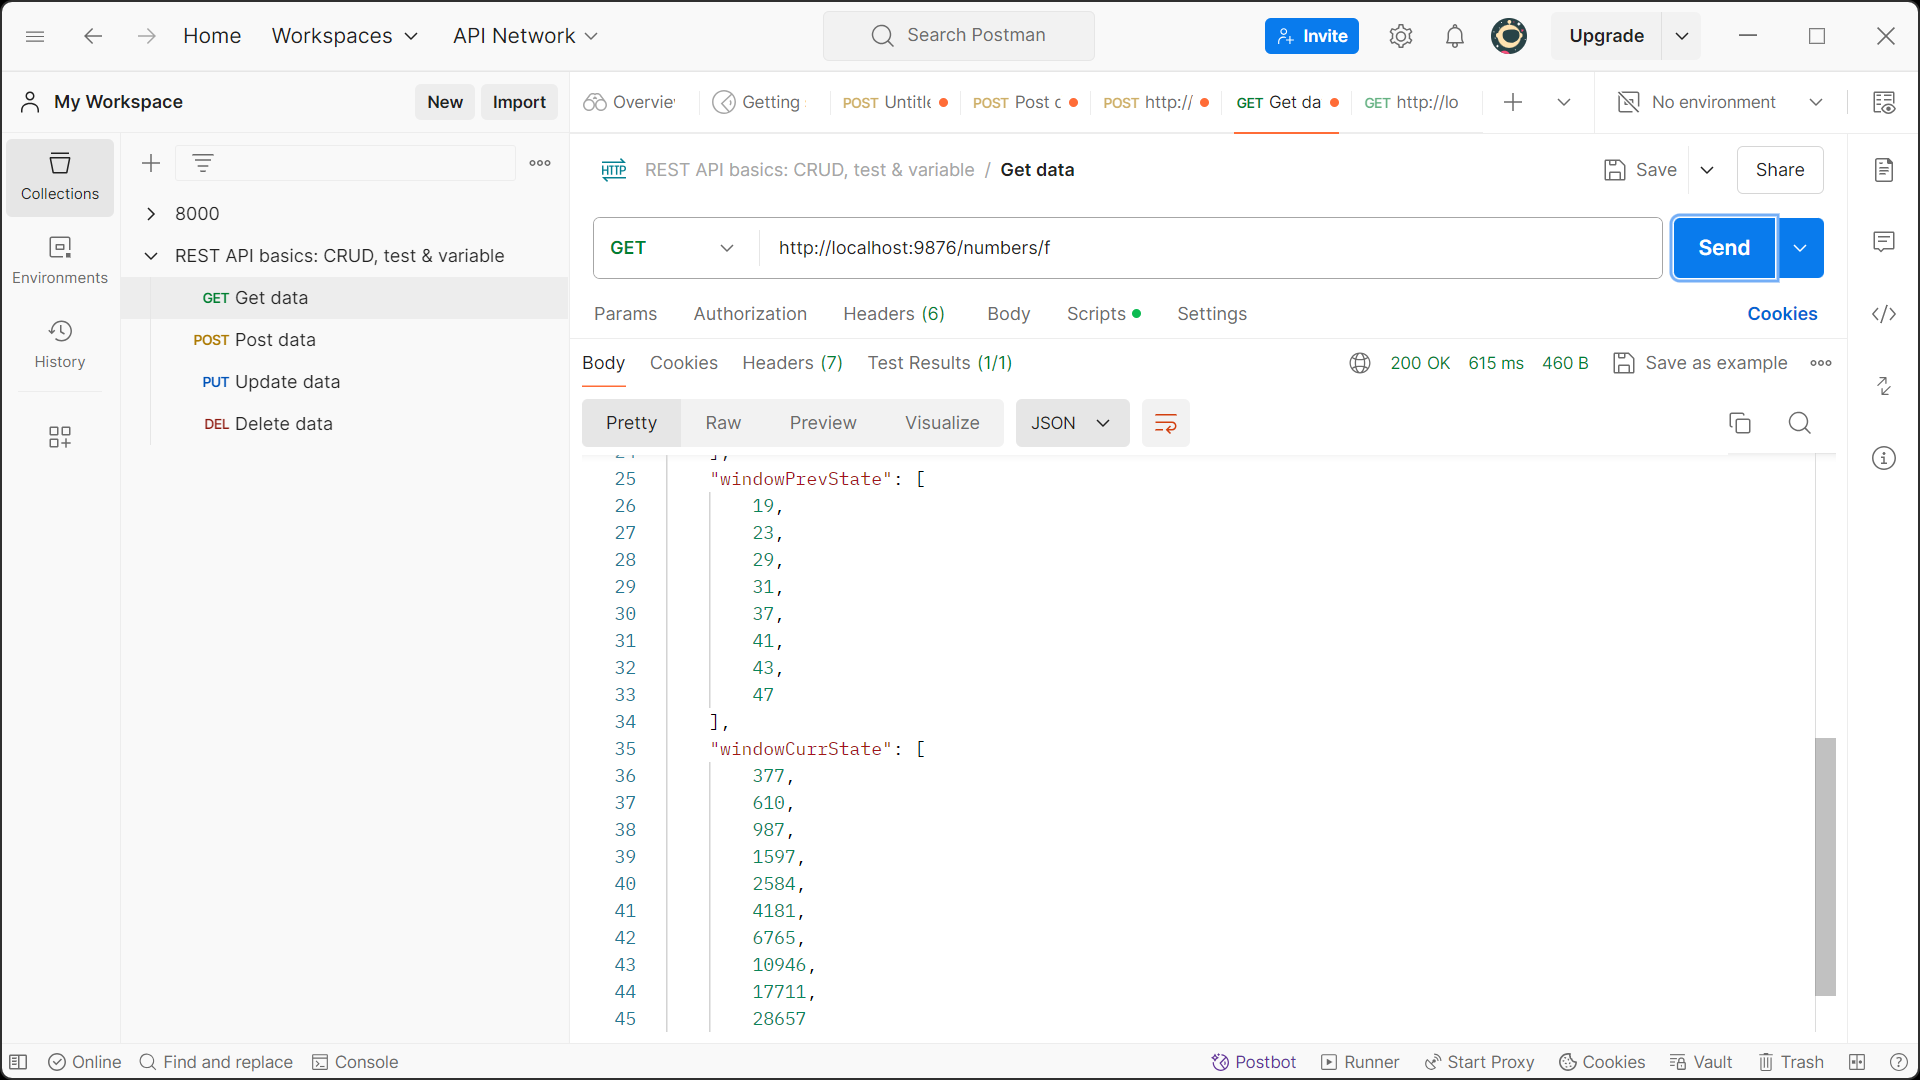 Home
Workspaces
API Network
Search Postman
Invite
Upgrade
My Workspace
New
Import
Overvie
Getting
POST Untitle
POST Post c
POST http://
GET Get da
GET http://lo
No environment
Collections
Environments
History
8000
REST API basics: CRUD, test & variable
GET Get data
POST Post data
PUT Update data
DEL Delete data
HTTP REST API basics: CRUD, test & variable / Get data
Save
Share
GET
http://localhost:9876/numbers/f
Send
Params
Authorization
Headers (6)
Body
Scripts
Settings
Cookies
Body
Cookies
Headers (7)
Test Results (1/1)
200 OK
615 ms
460 B
Save as example
Pretty
Raw
Preview
Visualize
JSON
24 ],
25 "windowPrevState": [
26 19,
27 23,
28 29,
29 31,
30 37,
31 41,
32 43,
33 47
34 ],
35 "windowCurrState": [
36 377,
37 610,
38 987,
39 1597,
40 2584,
41 4181,
42 6765,
43 10946,
44 17711,
45 28657
Online
Find and replace
Console
Postbot
Runner
Start Proxy
Cookies
Vault
Trash